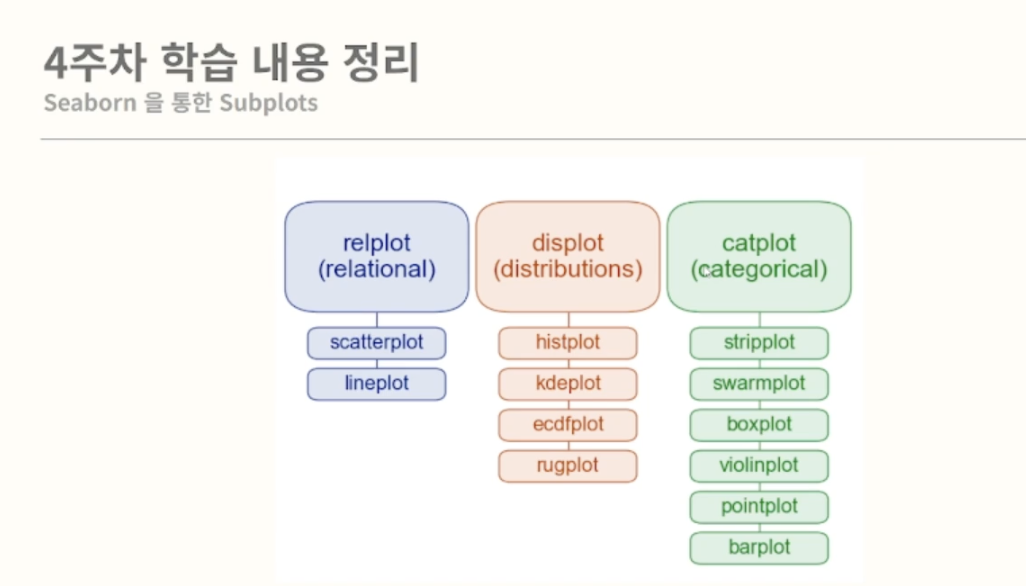 4주차 학습 내용 정리
Seaborn 을 통한 Subplots
relplot
(relational)
scatterplot
lineplot
displot
(distributions)
histplot
kdeplot
ecdfplot
rugplot
catplot
(categorical)
stripplot
swarmplot
boxplot
violinplot
pointplot
barplot